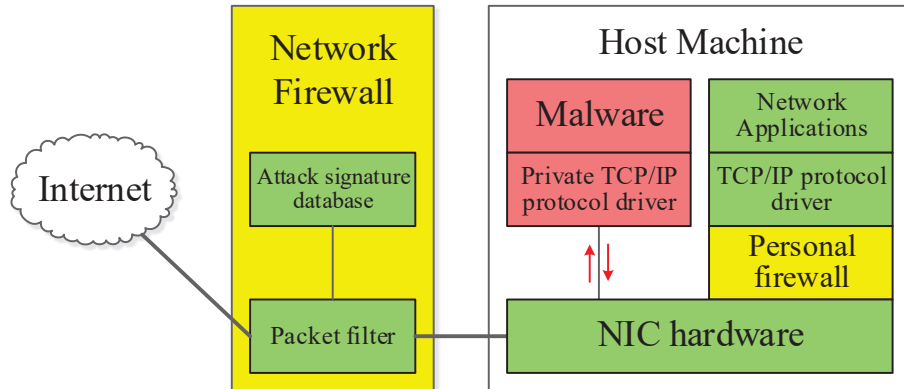 Network
Firewall
Host Machine
Malware
Network
Applications
Internet
Attack signature
database
Private TCP/IP
protocol driver
TCP/IP protocol
driver
Personal
firewall
Packet filter
NIC hardware